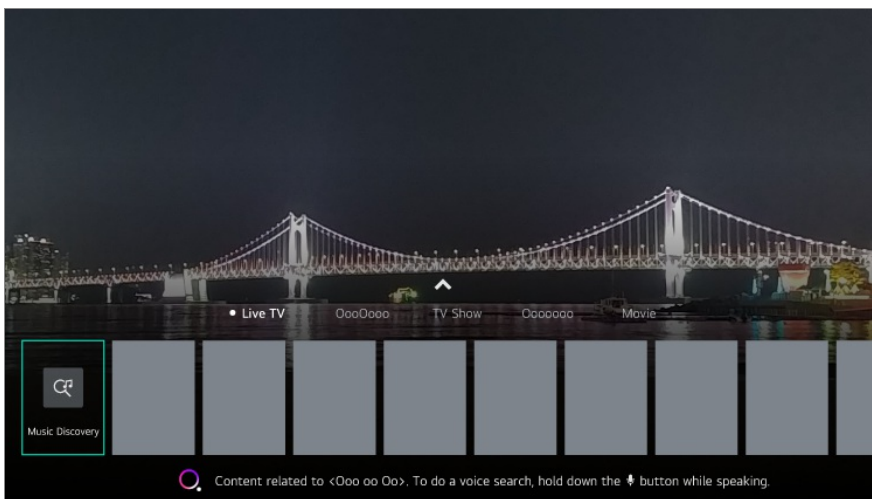 Live TV
OooOooo
TV Show
Ooooooo
Movie
Music Discovery
Content related to <Ooo oo Oo>. To do a voice search, hold down the button while speaking.